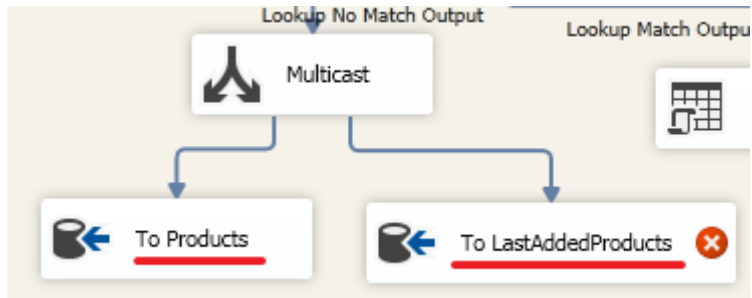 Lookup No Match Output
Lookup Match Outpu
Multicast
To Products
To LastAddedProducts